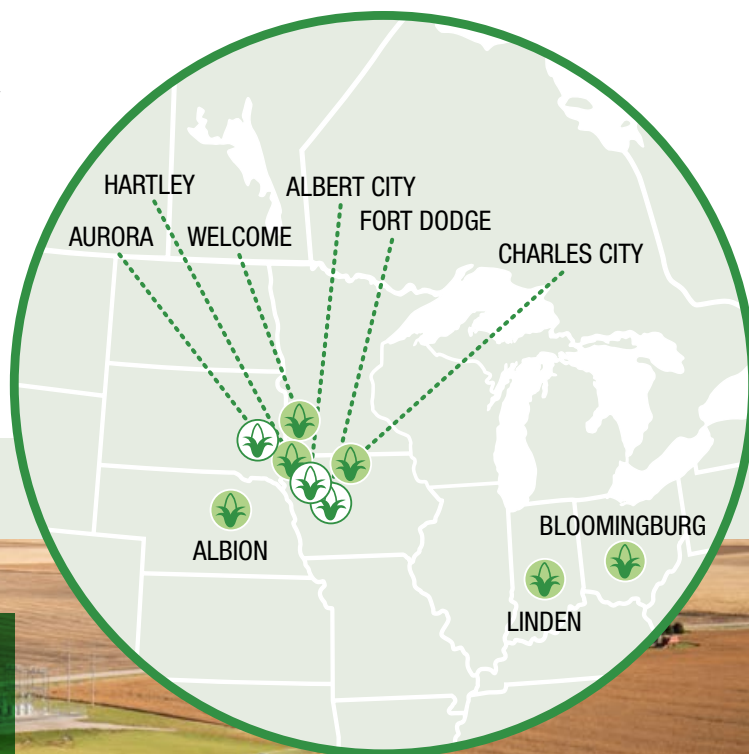 HARTLEY
ALBERT CITY
AURORA
WELCOME
FORT DODGE
CHARLES CITY
ALBION
BLOOMINGBURG
LINDEN